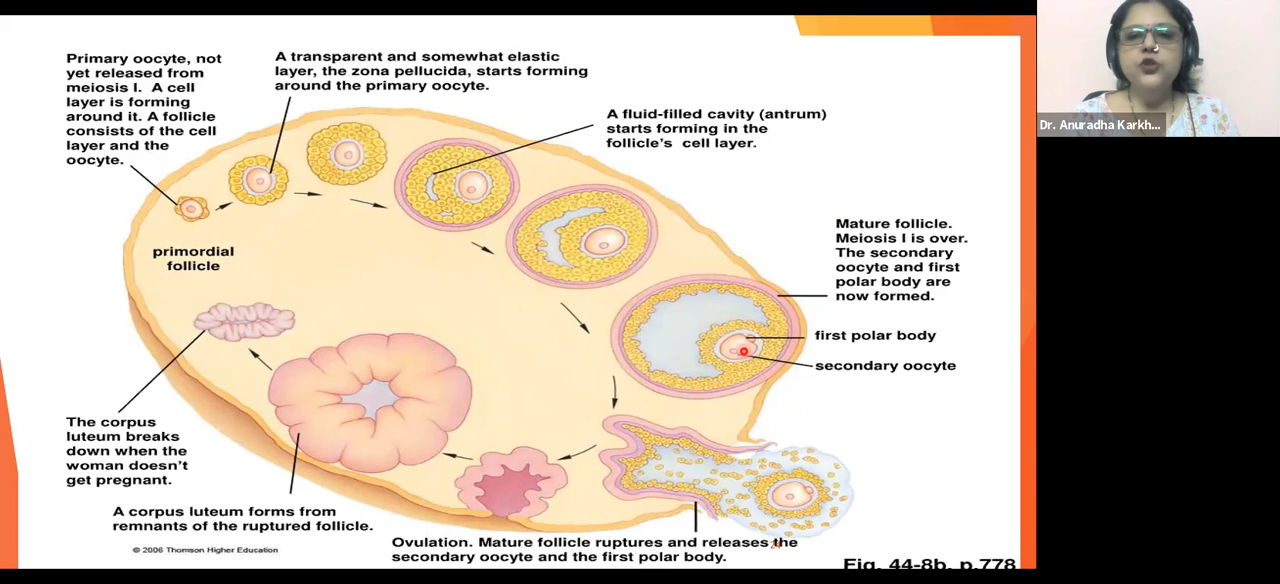 Primary oocyte, not
yet released from
meiosis I. A cell
layer is forming
around it. A follicle
consists of the cell
layer and the
oocyte.
A transparent and somewhat elastic
layer, the zona pellucida, starts forming
around the primary oocyte.
A fluid-filled cavity (antrum)
starts forming in the
follicle's cell layer.
Dr. Anuradha Karkh...
primordial
follicle
Mature follicle.
Meiosis I is over.
The secondary
oocyte and first
polar body are
now formed.
first polar body
secondary oocyte
The corpus
luteum breaks
down when the
woman doesn't
get pregnant.
A corpus luteum forms from
remnants of the ruptured follicle.
© 2006 Thomson Higher Education
Ovulation. Mature follicle ruptures and releases the
secondary oocyte and the first polar body.
Fig. 44-8b, p.778